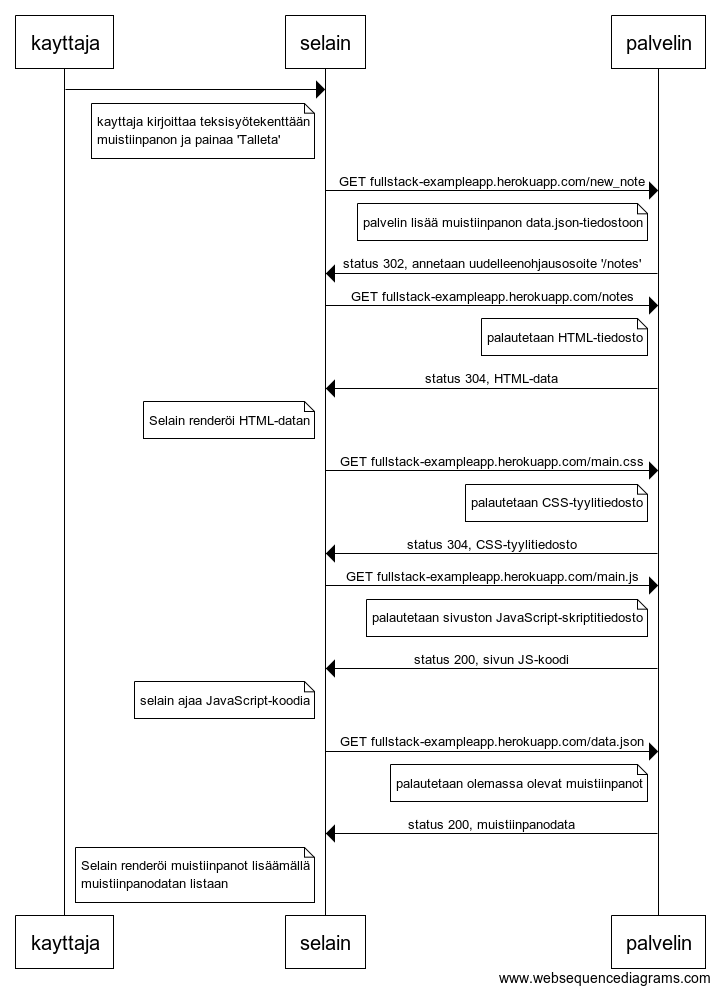 kayttaja
selain
palvelin
kayttaja kirjoittaa teksisyötekenttään
muistiinpanon ja painaa 'Talleta'
GET fullstack-exampleapp.herokuapp.com/new_note
palvelin lisää muistiinpanon data.json-tiedostoon
status 302, annetaan uudelleenohjausosoite '/notes'
GET fullstack-exampleapp.herokuapp.com/notes
palautetaan HTML-tiedosto
status 304, HTML-data
Selain renderöi HTML-datan
GET fullstack-exampleapp.herokuapp.com/main.css
palautetaan CSS-tyylitiedosto
status 304, CSS-tyylitiedosto
GET fullstack-exampleapp.herokuapp.com/main.js
palautetaan sivuston JavaScript-skriptitiedosto
status 200, sivun JS-koodi
selain ajaa JavaScript-koodia
GET fullstack-exampleapp.herokuapp.com/data.json
palautetaan olemassa olevat muistiinpanot
status 200, muistiinpanodata
Selain renderöi muistiinpanot lisäämällä
muistiinpanodatan listaan
kayttaja
selain
palvelin
www.websequencediagrams.com